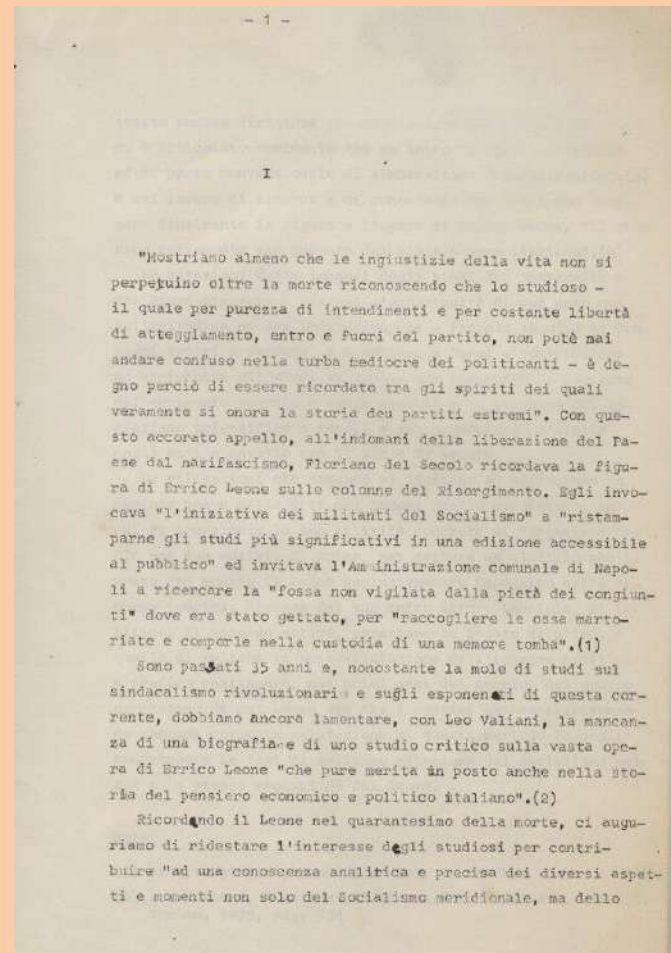 - 1 -
I
"Mostriamo almeno che le ingiustizie della vita non si
perpetuino oltre la morte riconoscendo che lo studioso -
il quale per purezza di intendimenti e per costante libertà
di atteggiamento, entro e fuori del partito, non potè mai
andare confuso nella turba mediocre dei politicanti - è de-
gno perciò di essere ricordato tra gli spiriti dei quali
veramente si onora la storia deu partiti estremi". Con que-
sto accorato appello, all'indomani della liberazione del Pa-
ese dal nazifascismo, Floriano del Secolo ricordava la figu-
ra di Errico Leone sulle colonne del Risorgimento. Egli invo-
cava "l'iniziativa dei militanti del Socialismo" a "ristam-
parne gli studi più significativi in una edizione accessibile
al pubblico" ed invitava l'Amministrazione comunale di Napo-
li a ricercare la "fossa non vigilata dalla pietà dei congiun-
ti" dove era stato gettato, per "raccogliere le ossa marto-
riate e comporle nella custodia di una memore tomba".(1)
Sono passati 35 anni e, nonostante la mole di studi sul
sindacalismo rivoluzionario e sugli esponenti di questa cor-
rente, dobbiamo ancora lamentare, con Leo Valiani, la mancan-
za di una biografia e di uno studio critico sulla vasta ope-
ra di Errico Leone "che pure merita un posto anche nella sto-
ria del pensiero economico e politico italiano".(2)
Ricordando il Leone nel quarantesimo della morte, ci augu-
riamo di ridestare l'interesse degli studiosi per contri-
buire "ad una conoscenza analitica e precisa dei diversi aspet-
ti e momenti non solo del Socialismo meridionale, ma dello